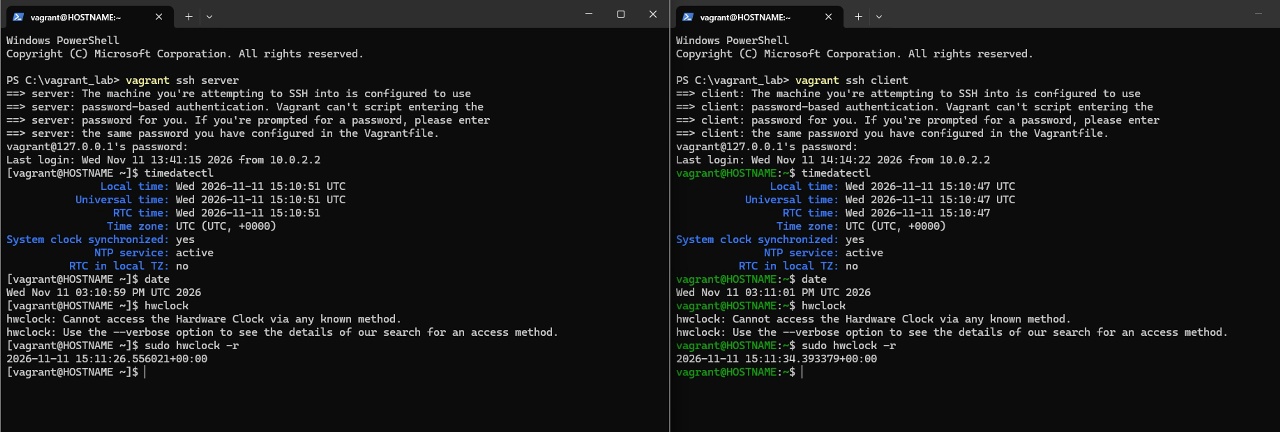 vagrant@HOSTNAME:~
Windows PowerShell
Copyright (C) Microsoft Corporation. All rights reserved.
PS C:\vagrant_lab> vagrant ssh server
==> server: The machine you're attempting to SSH into is configured to use
==> server: password-based authentication. Vagrant can't script entering the
==> server: password for you. If you're prompted for a password, please enter
==> server: the same password you have configured in the Vagrantfile.
vagrant@127.0.0.1's password:
Last login: Wed Nov 11 13:41:15 2026 from 10.0.2.2
[vagrant@HOSTNAME ~]$ timedatectl
Local time: Wed 2026-11-11 15:10:51 UTC
Universal time: Wed 2026-11-11 15:10:51 UTC
RTC time: Wed 2026-11-11 15:10:51
Time zone: UTC (UTC, +0000)
System clock synchronized: yes
NTP service: active
RTC in local TZ: no
[vagrant@HOSTNAME ~]$ date
Wed Nov 11 03:10:59 PM UTC 2026
[vagrant@HOSTNAME ~]$ hwclock
hwclock: Cannot access the Hardware Clock via any known method.
hwclock: Use the --verbose option to see the details of our search for an access method.
[vagrant@HOSTNAME ~]$ sudo hwclock -r
2026-11-11 15:11:26.556021+00:00
[vagrant@HOSTNAME ~]$
vagrant@HOSTNAME:~
Windows PowerShell
Copyright (C) Microsoft Corporation. All rights reserved.
PS C:\vagrant_lab> vagrant ssh client
==> client: The machine you're attempting to SSH into is configured to use
==> client: password-based authentication. Vagrant can't script entering the
==> client: password for you. If you're prompted for a password, please enter
==> client: the same password you have configured in the Vagrantfile.
vagrant@127.0.0.1's password:
Last login: Wed Nov 11 14:14:22 2026 from 10.0.2.2
vagrant@HOSTNAME:~$ timedatectl
Local time: Wed 2026-11-11 15:10:47 UTC
Universal time: Wed 2026-11-11 15:10:47 UTC
RTC time: Wed 2026-11-11 15:10:47
Time zone: UTC (UTC, +0000)
System clock synchronized: yes
NTP service: active
RTC in local TZ: no
vagrant@HOSTNAME:~$ date
Wed Nov 11 03:11:01 PM UTC 2026
vagrant@HOSTNAME:~$ hwclock
hwclock: Cannot access the Hardware Clock via any known method.
hwclock: Use the --verbose option to see the details of our search for an access method.
vagrant@HOSTNAME:~$ sudo hwclock -r
2026-11-11 15:11:34.393379+00:00
vagrant@HOSTNAME:~$